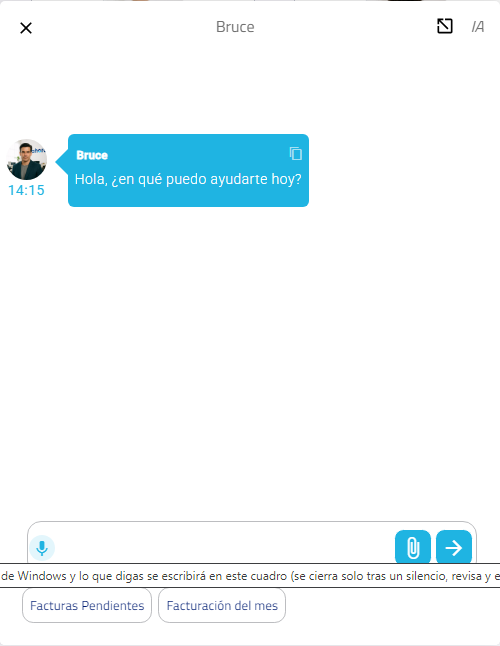 Bruce
IA
Bruce
Hola, ¿en qué puedo ayudarte hoy?
14:15
de Windows y lo que digas se escribirá en este cuadro (se cierra solo tras un silencio, revisa y e
Facturas Pendientes
Facturación del mes